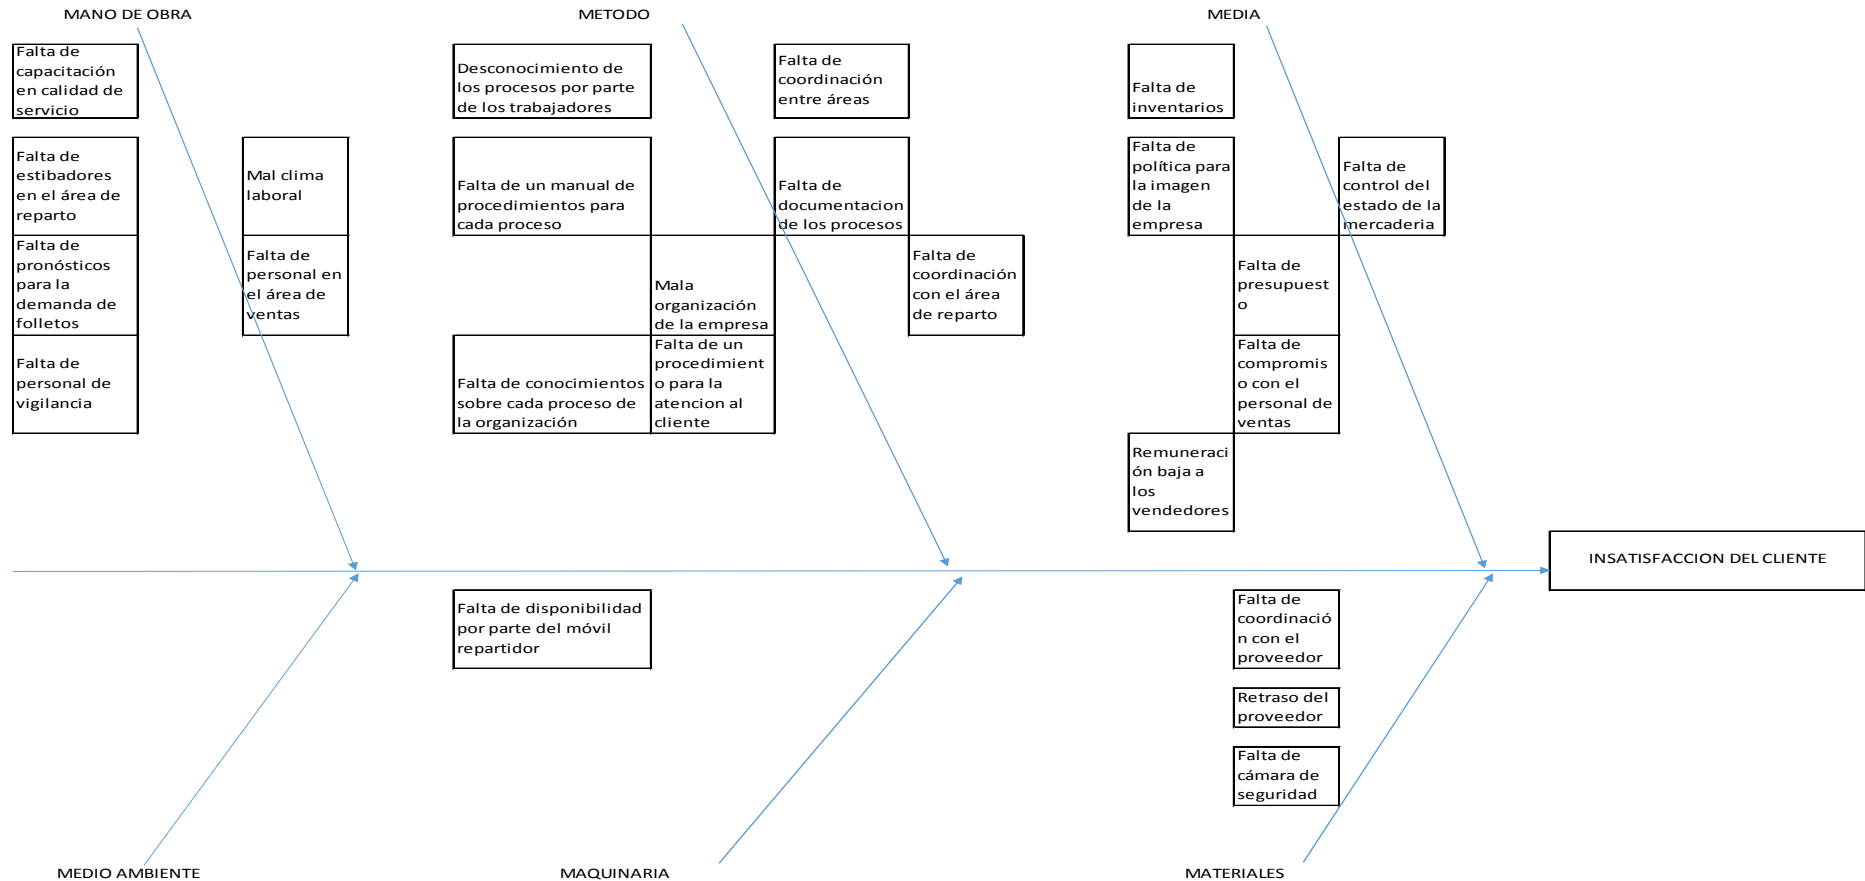 MANO DE OBRA
METODO
MEDIA
Falta de
capacitación
en calidad de
servicio
Desconocimiento de
los procesos por parte
de los trabajadores
Falta de
coordinación
entre áreas
Falta de
inventarios
Falta de
estibadores
en el área de
reparto
Mal clima
laboral
Falta de un manual de
procedimientos para
cada proceso
Falta de
documentacion
de los procesos
Falta de
política para
la imagen
de la
empresa
Falta de
control del
estado de la
mercaderia
Falta de
pronósticos
para la
demanda de
folletos
Falta de
personal en
el área de
ventas
Mala
organización
de la empresa
Falta de
coordinación
con el área
de reparto
Falta de
presupuest
o
Falta de
personal de
vigilancia
Falta de conocimientos
sobre cada proceso de
la organización
Falta de un
procedimient
o para la
atencion al
cliente
Falta de
compromis
o con el
personal de
ventas
Remuneraci
ón baja a
los
vendedores
INSATISFACCION DEL CLIENTE
Falta de disponibilidad
por parte del móvil
repartidor
Falta de
coordinació
n con el
proveedor
Retraso del
proveedor
Falta de
cámara de
seguridad
MEDIO AMBIENTE
MAQUINARIA
MATERIALES